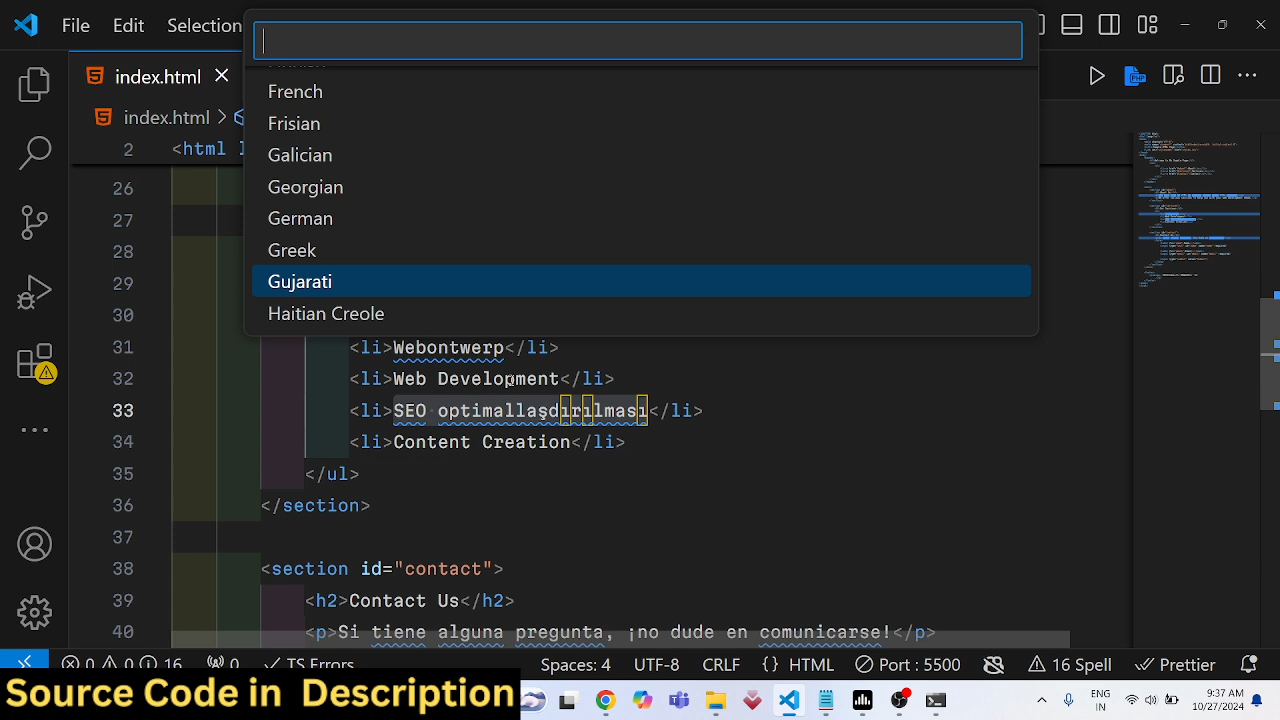 File Edit Selection
index.html
index.html >
French
Frisian
Galician
Georgian
German
Greek
Gujarati
Haitian Creole
2 <html l
26
27
28
29
30
31 <li>Webontwerp</li>
32 <li>Web Development</li>
33 <li>SEO optimallaşdırılması</li>
34 <li>Content Creation</li>
35 </ul>
36 </section>
37
38 <section id="contact">
39 <h2>Contact Us</h2>
40 <p>Si tiene alguna pregunta, ¡no dude en comunicarse!</p>
0 0 16 0 TS Errors Spaces: 4 UTF-8 CRLF {} HTML Port : 5500 16 Spell Prettier
Source Code in Description
ENG
IN
9:37 AM
10/27/2024